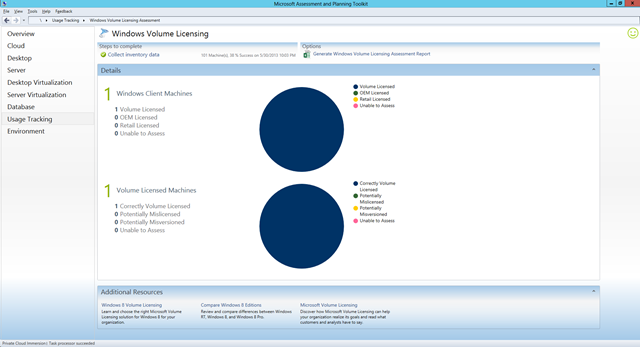 Microsoft Assessment and Planning Toolkit
File View Tools Help Feedback
Usage Tracking Windows Volume Licensing Assessment
Overview
Cloud
Desktop
Server
Desktop Virtualization
Server Virtualization
Database
Usage Tracking
Environment
Windows Volume Licensing
Steps to complete
Collect inventory data
101 Machine(s), 38 % Success on 5/30/2013 10:00 PM
Options
Generate Windows Volume Licensing Assessment Report
Details
1 Windows Client Machines
1 Volume Licensed
0 OEM Licensed
0 Retail Licensed
0 Unable to Assess
Volume Licensed
OEM Licensed
Retail Licensed
Unable to Assess
1 Volume Licensed Machines
1 Correctly Volume Licensed
0 Potentially Mislicensed
0 Potentially Misversioned
0 Unable to Assess
Correctly Volume
Licensed
Potentially
Mislicensed
Potentially
Misversioned
Unable to Assess
Additional Resources
Windows 8 Volume Licensing
Learn and choose the right Microsoft Volume
Licensing solution for Windows 8 for your
organization.
Compare Windows 8 Editions
Review and compare differences between Windows
RT, Windows 8, and Windows 8 Pro.
Microsoft Volume Licensing
Discover how Microsoft Volume Licensing can help
your organization realize its goals and read what
customers and analysts have to say.
Private Cloud Immersion | Task processor succeeded